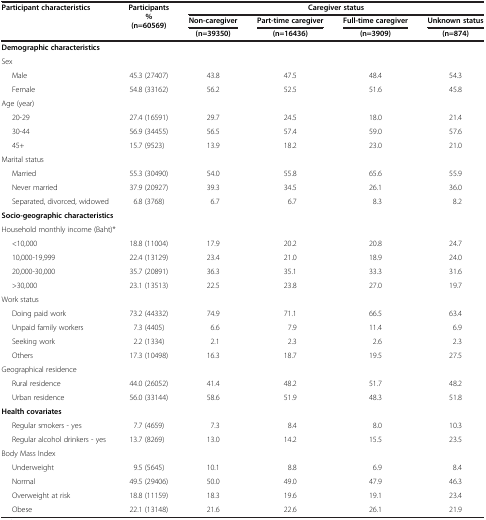 Participant characteristics Participants Caregiver status
%
(n=60569)
Non-caregiver Part-time caregiver Full-time caregiver Unknown status
(n=39350) (n=16436) (n=3909) (n=874)
Demographic characteristics
Sex
Male 45.3 (27407) 43.8 47.5 48.4 54.3
Female 54.8 (33162) 56.2 52.5 51.6 45.8
Age (year)
20-29 27.4 (16591) 29.7 24.5 18.0 21.4
30-44 56.9 (34455) 56.5 57.4 59.0 57.6
45+ 15.7 (9523) 13.9 18.2 23.0 21.0
Marital status
Married 55.3 (30490) 54.0 55.8 65.6 55.9
Never married 37.9 (20927) 39.3 34.5 26.1 36.0
Separated, divorced, widowed 6.8 (3768) 6.7 6.7 8.3 8.2
Socio-geographic characteristics
Household monthly income (Baht)*
<10,000 18.8 (11004) 17.9 20.2 20.8 24.7
10,000-19,999 22.4 (13129) 23.4 21.0 18.9 24.0
20,000-30,000 35.7 (20891) 36.3 35.1 33.3 31.6
>30,000 23.1 (13513) 22.5 23.8 27.0 19.7
Work status
Doing paid work 73.2 (44332) 74.9 71.1 66.5 63.4
Unpaid family workers 7.3 (4405) 6.6 7.9 11.4 6.9
Seeking work 2.2 (1334) 2.1 2.3 2.6 2.3
Others 17.3 (10498) 16.3 18.7 19.5 27.5
Geographical residence
Rural residence 44.0 (26052) 41.4 48.2 51.7 48.2
Urban residence 56.0 (33144) 58.6 51.9 48.3 51.8
Health covariates
Regular smokers - yes 7.7 (4659) 7.3 8.4 8.0 10.3
Regular alcohol drinkers - yes 13.7 (8269) 13.0 14.2 15.5 23.5
Body Mass Index
Underweight 9.5 (5645) 10.1 8.8 6.9 8.4
Normal 49.5 (29406) 50.0 49.0 47.9 46.3
Overweight at risk 18.8 (11159) 18.3 19.6 19.1 23.4
Obese 22.1 (13148) 21.6 22.6 26.1 21.9